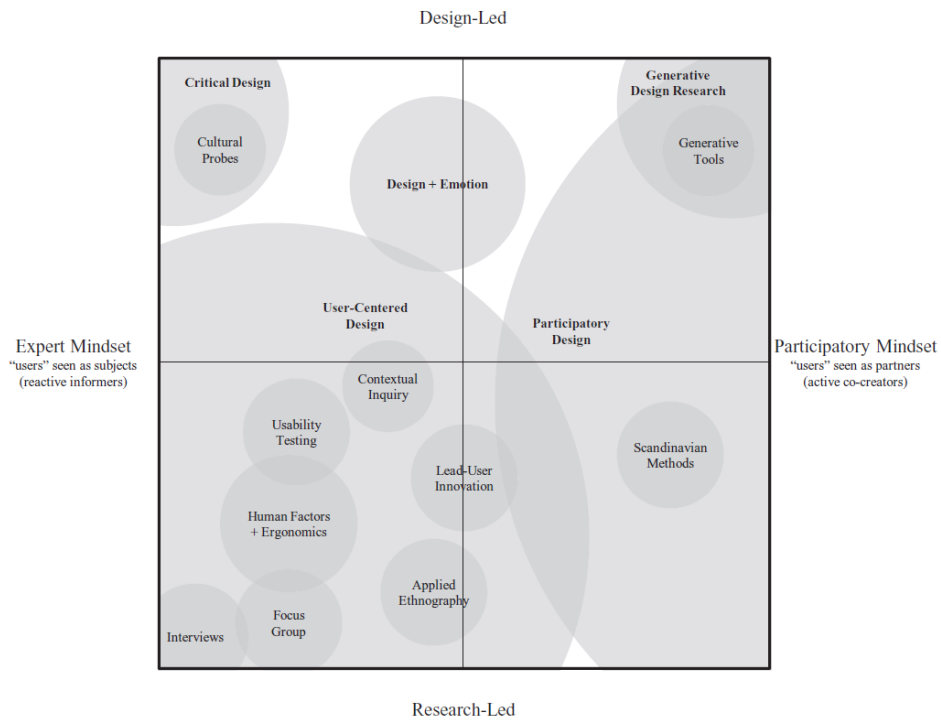 Design-Led
Critical Design
Generative
Design Research
Cultural
Probes
Generative
Tools
Design + Emotion
User-Centered
Design
Participatory
Design
Expert Mindset
“users” seen as subjects
(reactive informers)
Participatory Mindset
“users” seen as partners
(active co-creators)
Contextual
Inquiry
Usability
Testing
Lead-User
Innovation
Scandinavian
Methods
Human Factors
+ Ergonomics
Applied
Ethnography
Focus
Group
Interviews
Research-Led